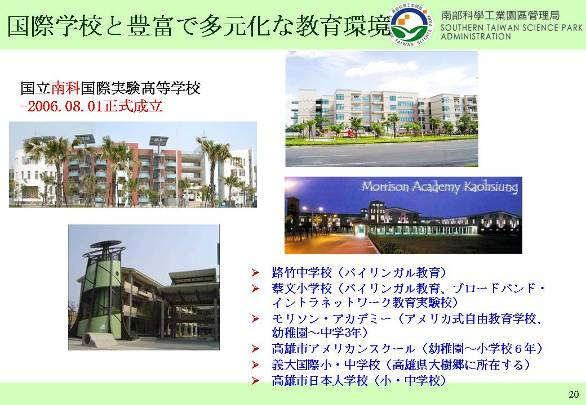 国際学校と豊富で多元化な教育環境
南部科學工業園區管理局
SOUTHERN TAIWAN SCIENCE PARK
ADMINISTRATION
国立南科国際実験高等学校
-2006.08.01正式成立
Morrison Academy Kaohsiung
路竹中学校（バイリンガル教育）
蔡文小学校（バイリンガル教育、ブロードバンド・
イントラネットワーク教育実験校）
モリソン・アカデミー（アメリカ式自由教育学校、
幼稚園～中学3年）
高雄市アメリカンスクール（幼稚園～小学校６年）
義大国際小・中学校（高雄県大樹郷に所在する）
高雄市日本人学校（小・中学校）
20